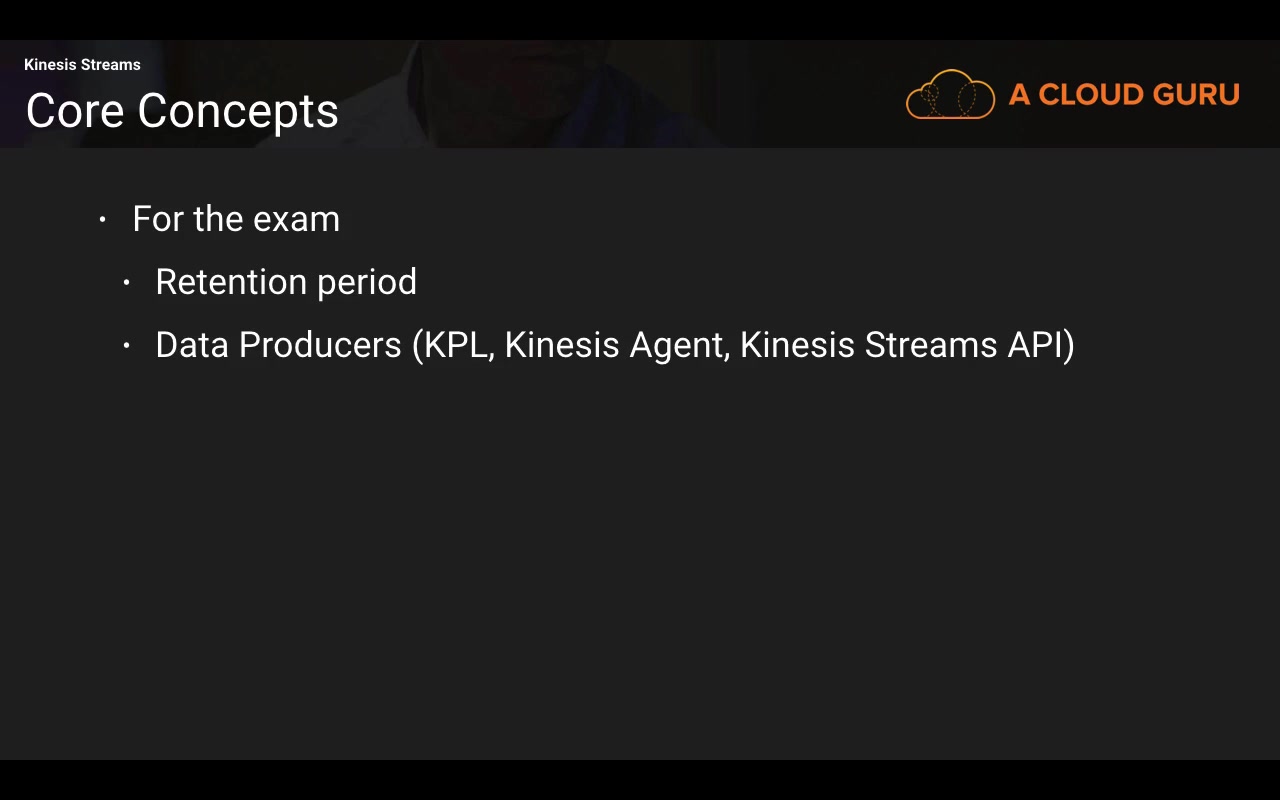 Kinesis Streams
Core Concepts
A CLOUD GURU
• For the exam
• Retention period
• Data Producers (KPL, Kinesis Agent, Kinesis Streams API)